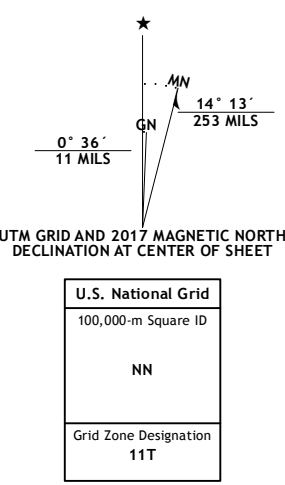 ★
MN
GN
14° 13´
253 MILS
0° 36´
11 MILS
UTM GRID AND 2017 MAGNETIC NORTH
DECLINATION AT CENTER OF SHEET
U.S. National Grid
100,000-m Square ID
NN
Grid Zone Designation
11T